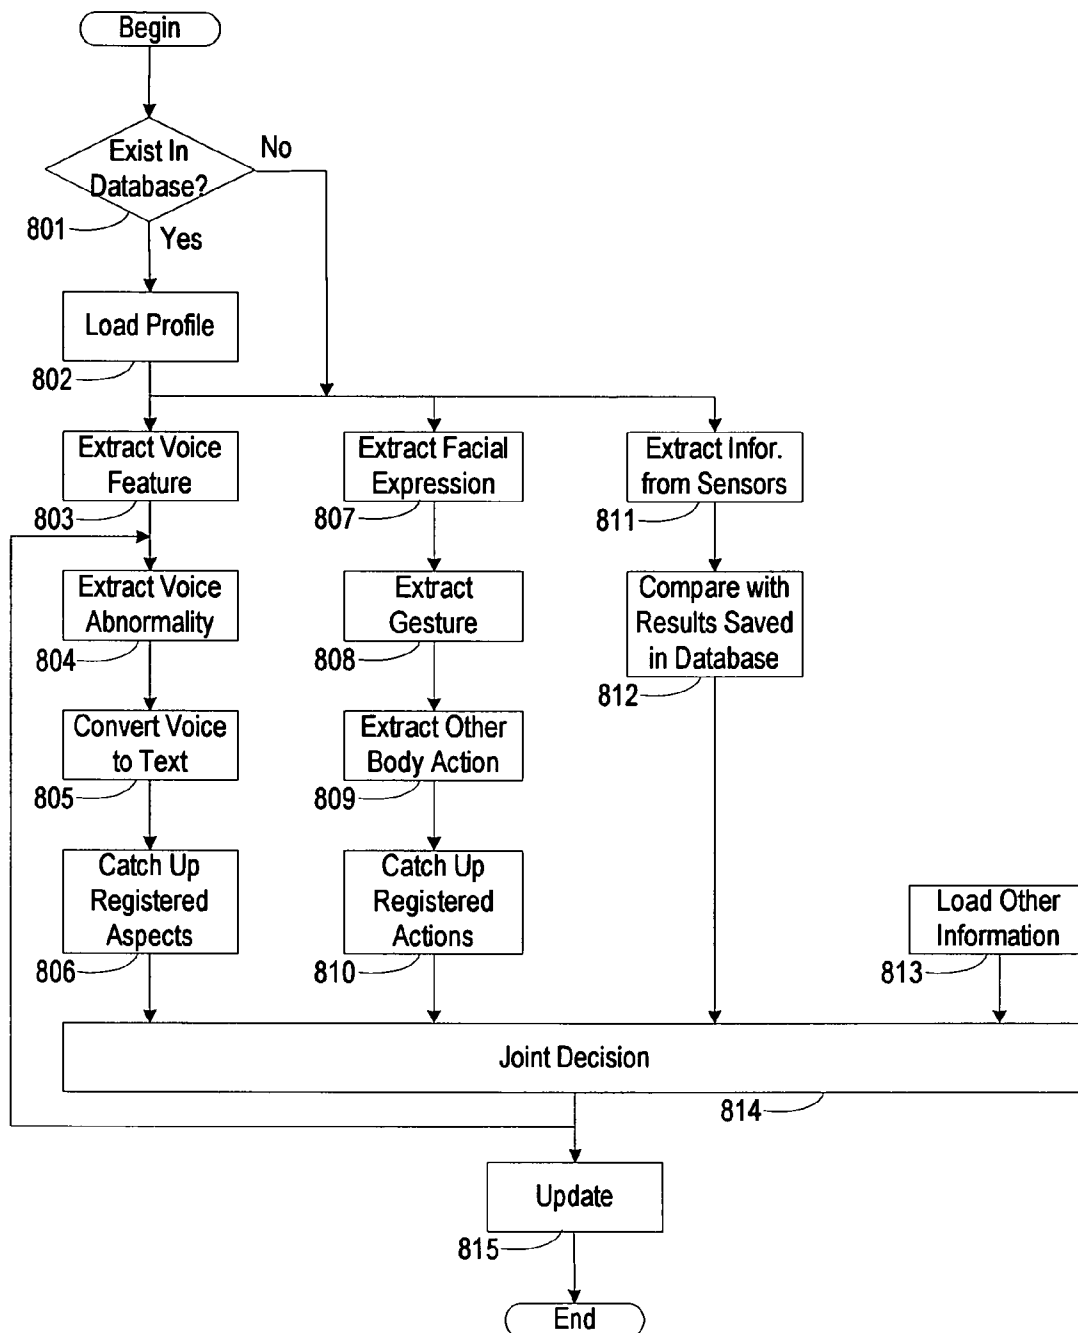 Begin
Exist In
Database?
No
801
Yes
Load Profile
802
Extract Voice
Feature
803
Extract Facial
Expression
807
Extract Infor.
from Sensors
811
Extract Voice
Abnormality
804
Extract
Gesture
808
Compare with
Results Saved
in Database
812
Convert Voice
to Text
805
Extract Other
Body Action
809
Catch Up
Registered
Aspects
806
Catch Up
Registered
Actions
810
Load Other
Information
813
Joint Decision
814
Update
815
End